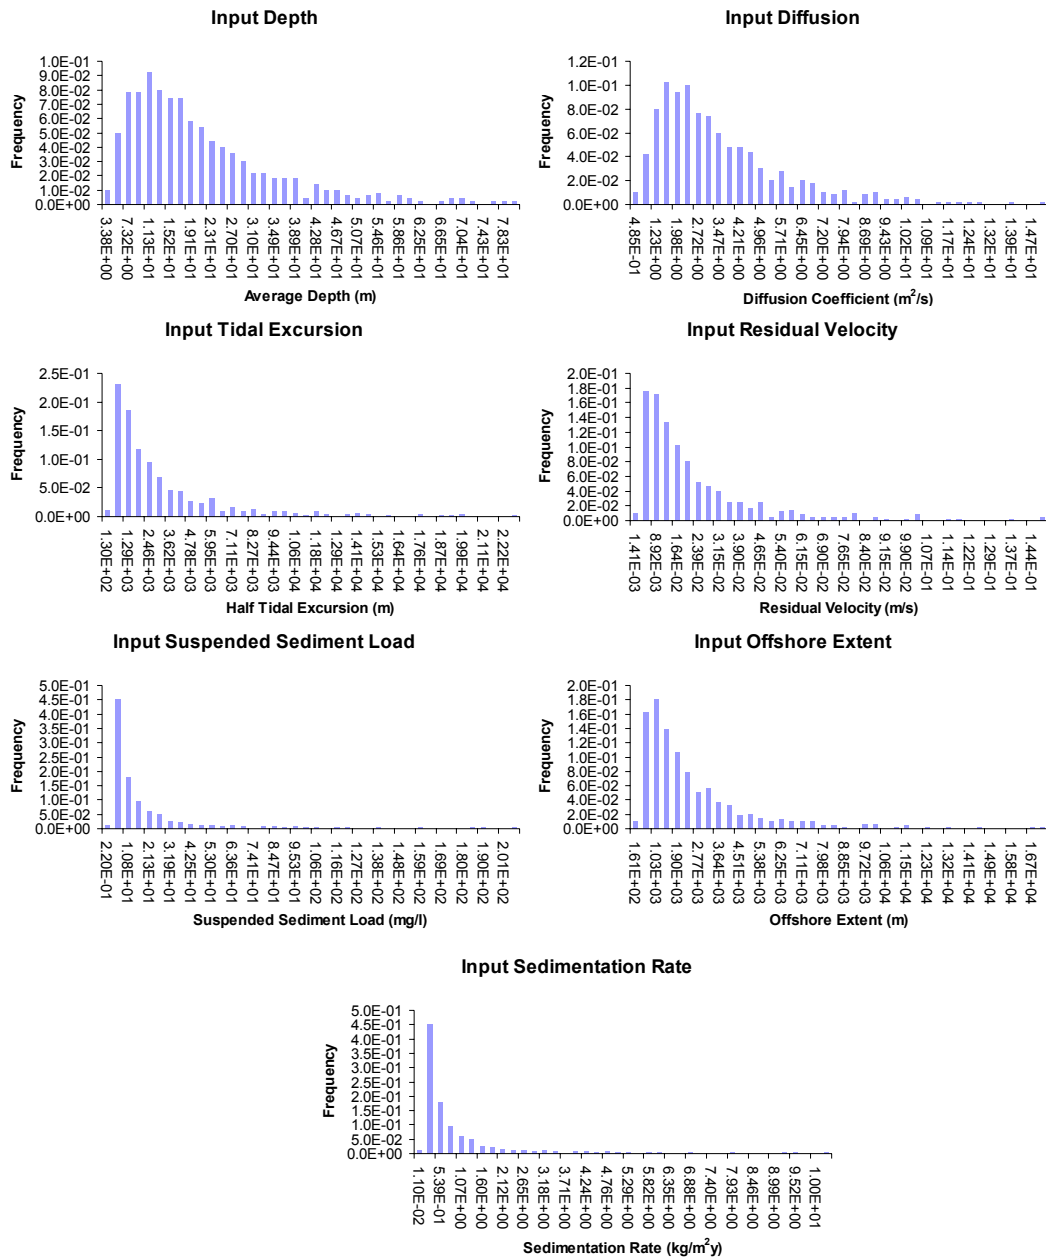 Input Depth
Frequency
1.0E-01
9.0E-02
8.0E-02
7.0E-02
6.0E-02
5.0E-02
4.0E-02
3.0E-02
2.0E-02
1.0E-02
0.0E+00
3.38E+00
7.32E+00
1.13E+01
1.52E+01
1.91E+01
2.31E+01
2.70E+01
3.10E+01
3.49E+01
3.89E+01
4.28E+01
4.67E+01
5.07E+01
5.46E+01
5.86E+01
6.25E+01
6.65E+01
7.04E+01
7.43E+01
7.83E+01
Average Depth (m)
Input Diffusion
Frequency
1.2E-01
1.0E-01
8.0E-02
6.0E-02
4.0E-02
2.0E-02
0.0E+00
4.85E-01
1.23E+00
1.98E+00
2.72E+00
3.47E+00
4.21E+00
4.96E+00
5.71E+00
6.45E+00
7.20E+00
7.94E+00
8.69E+00
9.43E+00
1.02E+01
1.09E+01
1.17E+01
1.24E+01
1.32E+01
1.39E+01
1.47E+01
Diffusion Coefficient (m²/s)
Input Tidal Excursion
Frequency
2.5E-01
2.0E-01
1.5E-01
1.0E-01
5.0E-02
0.0E+00
1.30E+02
1.29E+03
2.46E+03
3.62E+03
4.78E+03
5.95E+03
7.11E+03
8.27E+03
9.44E+03
1.06E+04
1.18E+04
1.29E+04
1.41E+04
1.53E+04
1.64E+04
1.76E+04
1.87E+04
1.99E+04
2.11E+04
2.22E+04
Half Tidal Excursion (m)
Input Residual Velocity
Frequency
2.0E-01
1.8E-01
1.6E-01
1.4E-01
1.2E-01
1.0E-01
8.0E-02
6.0E-02
4.0E-02
2.0E-02
0.0E+00
1.41E-03
8.92E-03
1.64E-02
2.39E-02
3.15E-02
3.90E-02
4.65E-02
5.40E-02
6.15E-02
6.90E-02
7.65E-02
8.40E-02
9.15E-02
9.90E-02
1.07E-01
1.14E-01
1.22E-01
1.29E-01
1.37E-01
1.44E-01
Residual Velocity (m/s)
Input Suspended Sediment Load
Frequency
5.0E-01
4.5E-01
4.0E-01
3.5E-01
3.0E-01
2.5E-01
2.0E-01
1.5E-01
1.0E-01
5.0E-02
0.0E+00
2.20E-01
1.08E+01
2.13E+01
3.19E+01
4.25E+01
5.30E+01
6.36E+01
7.41E+01
8.47E+01
9.53E+01
1.06E+02
1.16E+02
1.27E+02
1.38E+02
1.48E+02
1.59E+02
1.69E+02
1.80E+02
1.90E+02
2.01E+02
Suspended Sediment Load (mg/l)
Input Offshore Extent
Frequency
2.0E-01
1.8E-01
1.6E-01
1.4E-01
1.2E-01
1.0E-01
8.0E-02
6.0E-02
4.0E-02
2.0E-02
0.0E+00
1.61E+02
1.03E+03
1.90E+03
2.77E+03
3.64E+03
4.51E+03
5.38E+03
6.25E+03
7.11E+03
7.98E+03
8.85E+03
9.72E+03
1.06E+04
1.15E+04
1.23E+04
1.32E+04
1.41E+04
1.49E+04
1.58E+04
1.67E+04
Offshore Extent (m)
Input Sedimentation Rate
Frequency
5.0E-01
4.5E-01
4.0E-01
3.5E-01
3.0E-01
2.5E-01
2.0E-01
1.5E-01
1.0E-01
5.0E-02
0.0E+00
1.10E-02
5.39E-01
1.07E+00
1.60E+00
2.12E+00
2.65E+00
3.18E+00
3.71E+00
4.24E+00
4.76E+00
5.29E+00
5.82E+00
6.35E+00
6.88E+00
7.40E+00
7.93E+00
8.46E+00
8.99E+00
9.52E+00
1.00E+01
Sedimentation Rate (kg/m²y)